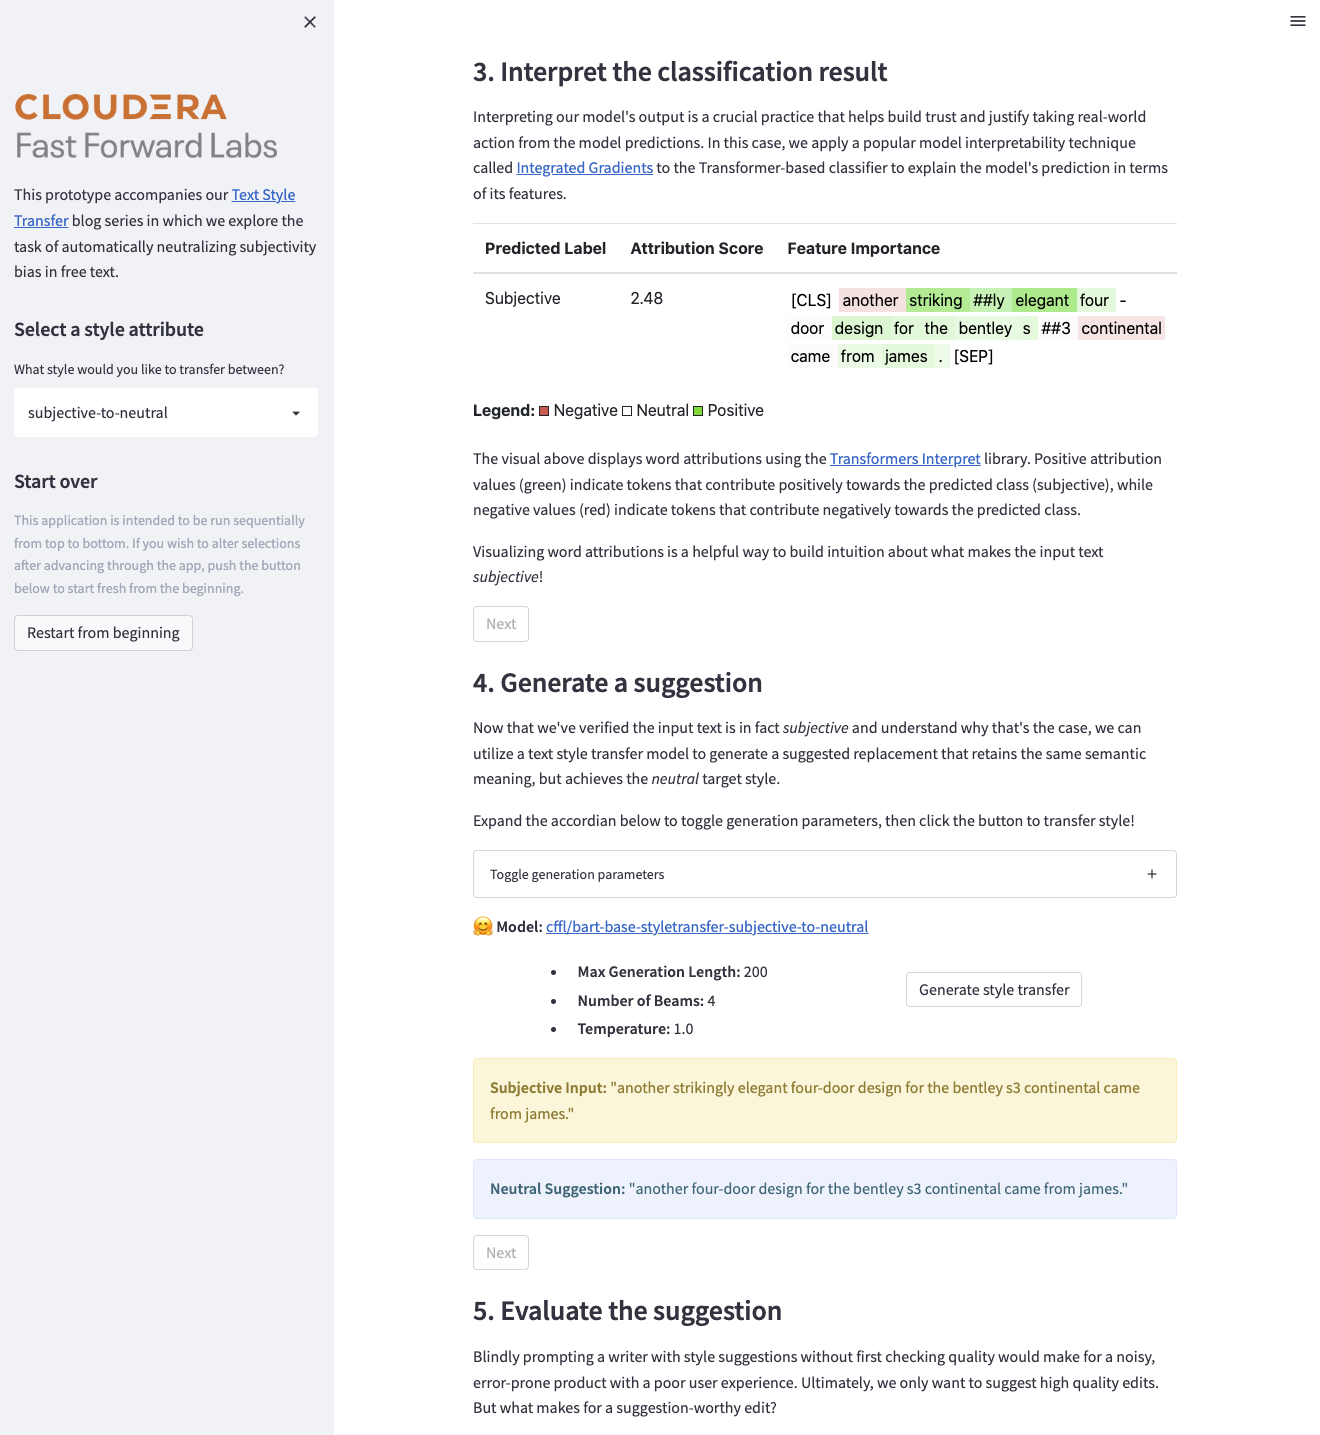 CLOUDERA
Fast Forward Labs
This prototype accompanies our Text Style
Transfer blog series in which we explore the
task of automatically neutralizing subjectivity
bias in free text.
Select a style attribute
What style would you like to transfer between?
subjective-to-neutral
Start over
This application is intended to be run sequentially
from top to bottom. If you wish to alter selections
after advancing through the app, push the button
below to start fresh from the beginning.
Restart from beginning
3. Interpret the classification result
Interpreting our model's output is a crucial practice that helps build trust and justify taking real-world
action from the model predictions. In this case, we apply a popular model interpretability technique
called Integrated Gradients to the Transformer-based classifier to explain the model's prediction in terms
of its features.
Predicted Label Attribution Score Feature Importance
Subjective 2.48 [CLS] another striking ##ly elegant four -
door design for the bentley s ##3 continental
came from james . [SEP]
Legend: Negative Neutral Positive
The visual above displays word attributions using the Transformers Interpret library. Positive attribution
values (green) indicate tokens that contribute positively towards the predicted class (subjective), while
negative values (red) indicate tokens that contribute negatively towards the predicted class.
Visualizing word attributions is a helpful way to build intuition about what makes the input text
subjective!
Next
4. Generate a suggestion
Now that we've verified the input text is in fact subjective and understand why that's the case, we can
utilize a text style transfer model to generate a suggested replacement that retains the same semantic
meaning, but achieves the neutral target style.
Expand the accordian below to toggle generation parameters, then click the button to transfer style!
Toggle generation parameters
🤗 Model: cffl/bart-base-styletransfer-subjective-to-neutral
• Max Generation Length: 200
• Number of Beams: 4
• Temperature: 1.0
Generate style transfer
Subjective Input: "another strikingly elegant four-door design for the bentley s3 continental came
from james."
Neutral Suggestion: "another four-door design for the bentley s3 continental came from james."
Next
5. Evaluate the suggestion
Blindly prompting a writer with style suggestions without first checking quality would make for a noisy,
error-prone product with a poor user experience. Ultimately, we only want to suggest high quality edits.
But what makes for a suggestion-worthy edit?